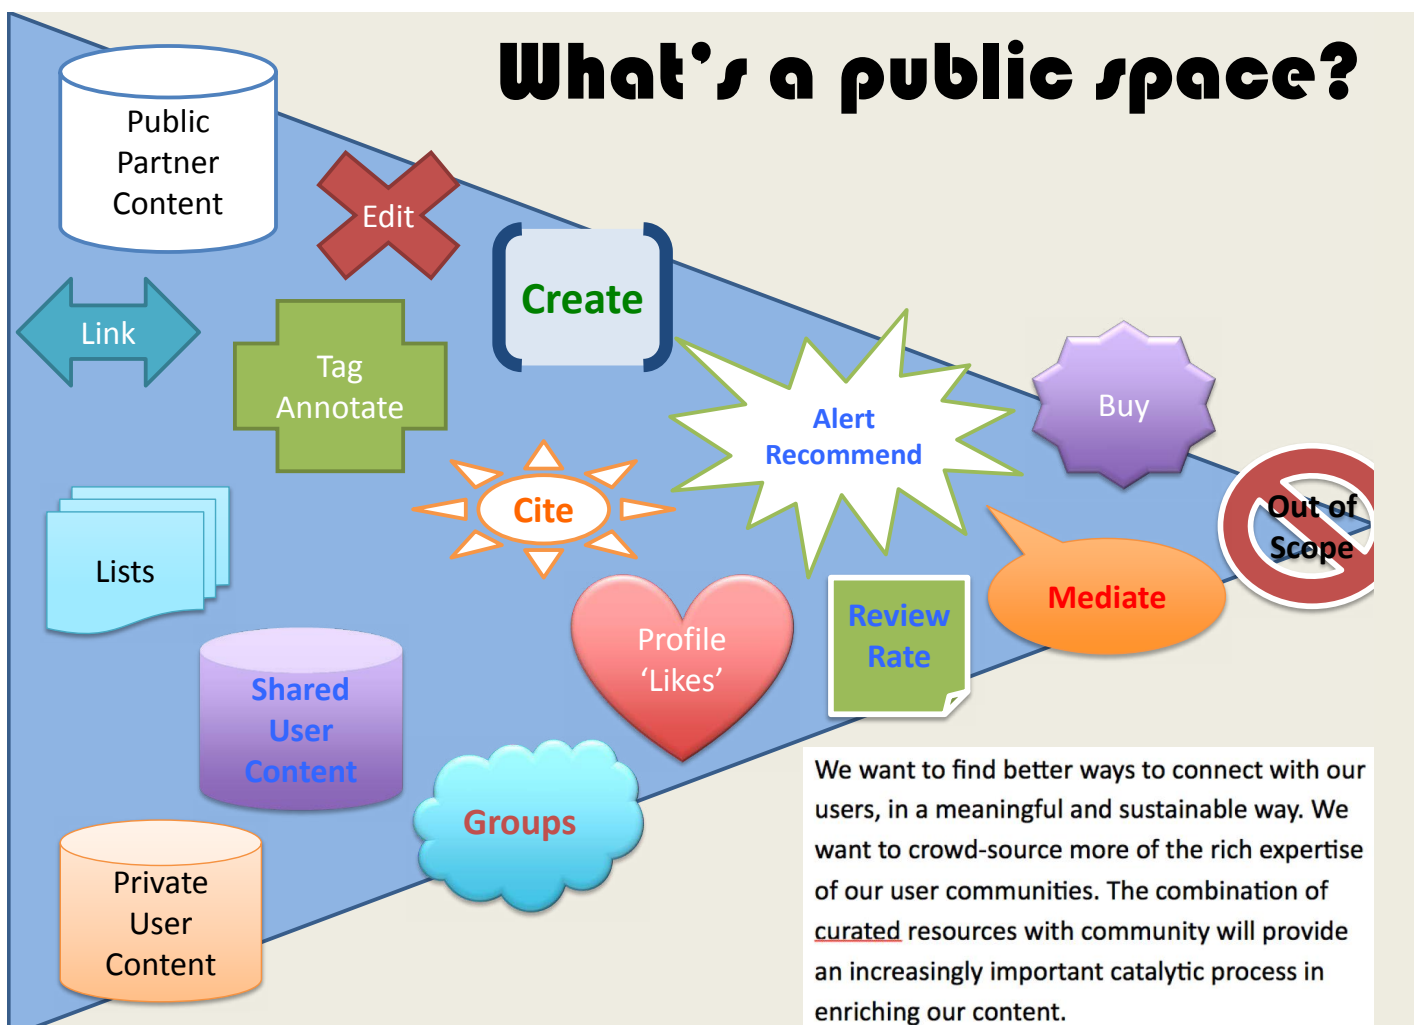 What's a public space?
Public
Partner
Content
Edit
Create
Link
Tag
Annotate
Alert
Recommend
Buy
Cite
Out of
Scope
Lists
Mediate
Profile
‘Likes’
Review
Rate
Shared
User
Content
Groups
Private
User
Content
We want to find better ways to connect with our
users, in a meaningful and sustainable way. We
want to crowd-source more of the rich expertise
of our user communities. The combination of
curated resources with community will provide
an increasingly important catalytic process in
enriching our content.